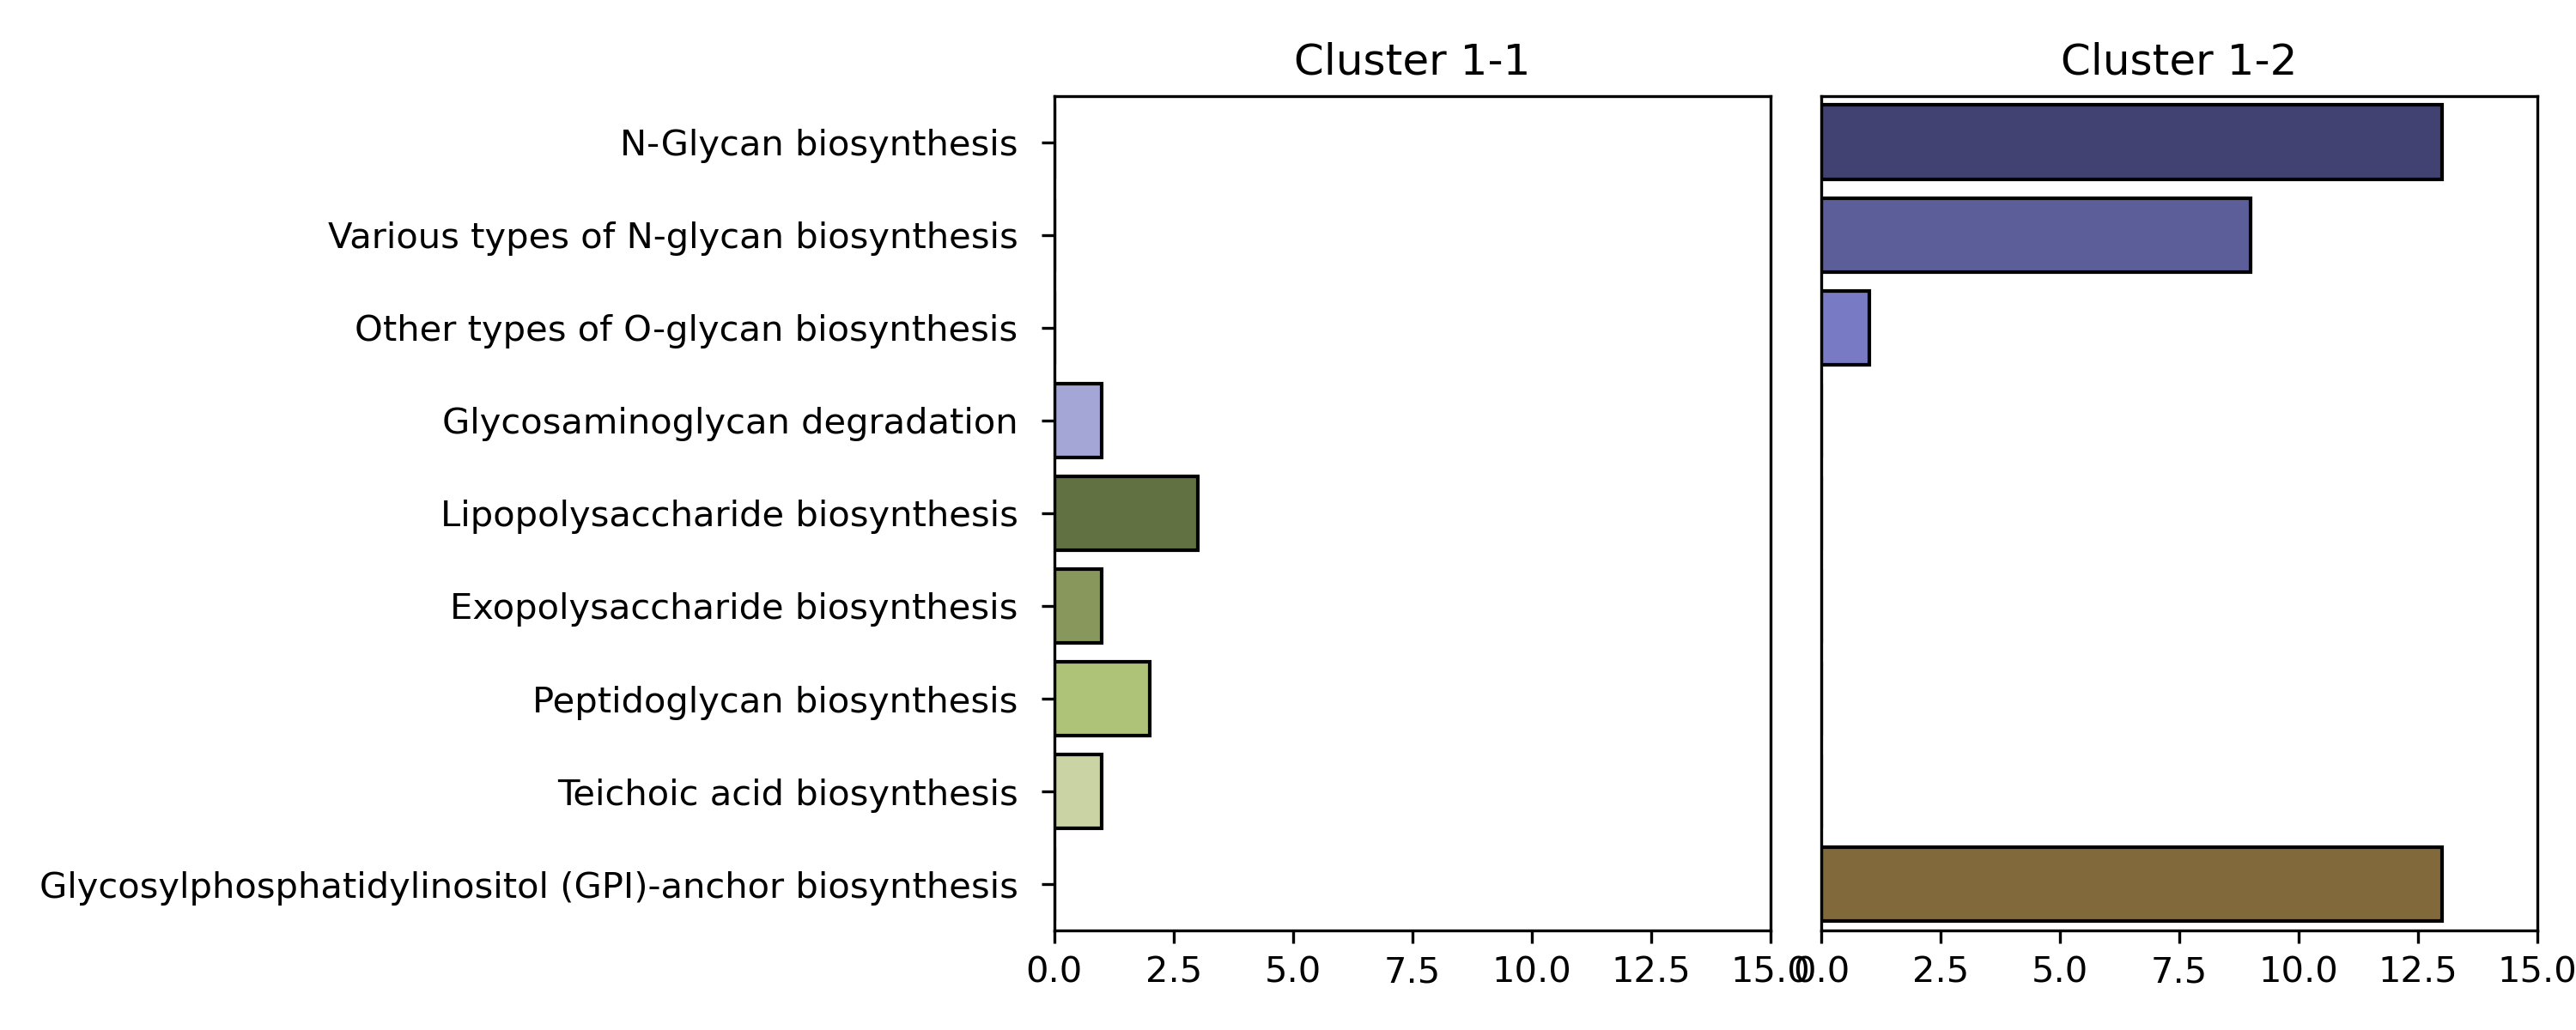 Cluster 1-1
Cluster 1-2
N-Glycan biosynthesis
Various types of N-glycan biosynthesis
Other types of O-glycan biosynthesis
Glycosaminoglycan degradation
Lipopolysaccharide biosynthesis
Exopolysaccharide biosynthesis
Peptidoglycan biosynthesis
Teichoic acid biosynthesis
Glycosylphosphatidylinositol (GPI)-anchor biosynthesis
0.0 2.5 5.0 7.5 10.0 12.5 15.0
0.0 2.5 5.0 7.5 10.0 12.5 15.0